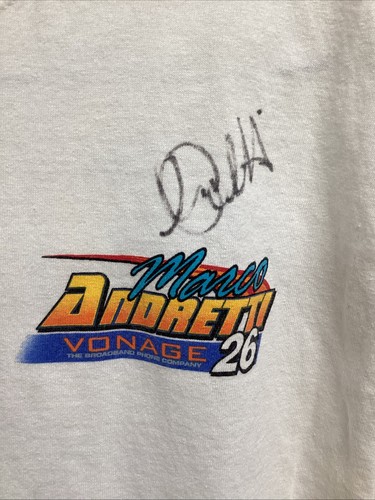 Marco
ANDRETTI
VONAGE 26
THE BROADBAND PHONE COMPANY